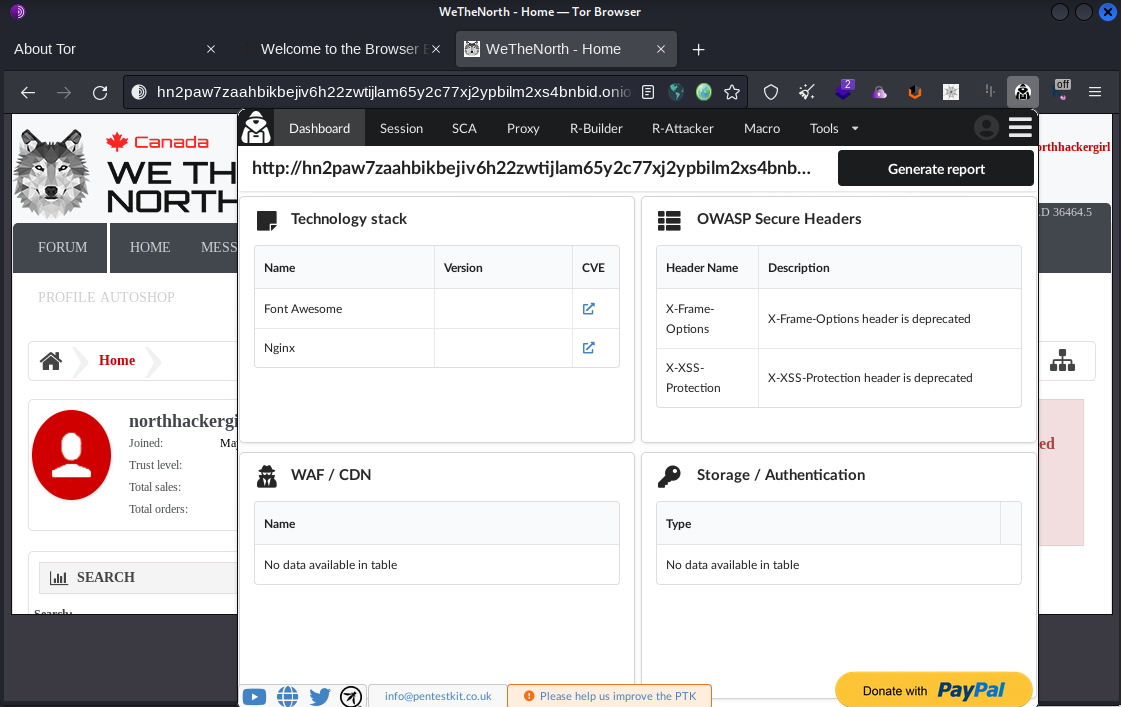 WeTheNorth - Home — Tor Browser
About Tor
Welcome to the Browser E
WeTheNorth - Home
hn2paw7zaahbikbejiv6h22zwtijlam65y2c77xj2ypbilm2xs4bnbid.onio
2
off
Canada
WE TH
NORTH
Dashboard
Session
SCA
Proxy
R-Builder
R-Attacker
Macro
Tools
northhackergirl
http://hn2paw7zaahbikbejiv6h22zwtijlam65y2c77xj2ypbilm2xs4bnb...
Generate report
.D 36464.5
FORUM
HOME
MESS
PROFILE AUTOSHOP
Home
northhackergi
Joined:
May
Trust level:
Total sales:
Total orders:
SEARCH
Search:
Technology stack
Name
Version
CVE
Font Awesome
Nginx
OWASP Secure Headers
Header Name
Description
X-Frame-
Options
X-Frame-Options header is deprecated
X-XSS-
Protection
X-XSS-Protection header is deprecated
ed
WAF / CDN
Name
No data available in table
Storage / Authentication
Type
No data available in table
info@pentestkit.co.uk
Please help us improve the PTK
Donate with PayPal